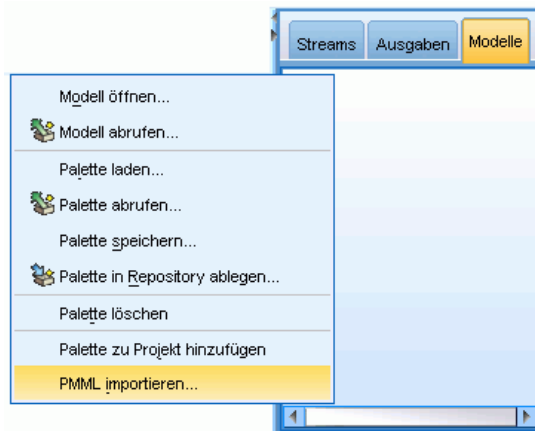 Streams Ausgaben Modelle
Modell öffnen...
Modell abrufen...
Palette laden...
Palette abrufen...
Palette speichern...
Palette in Repository ablegen...
Palette löschen
Palette zu Projekt hinzufügen
PMML importieren...